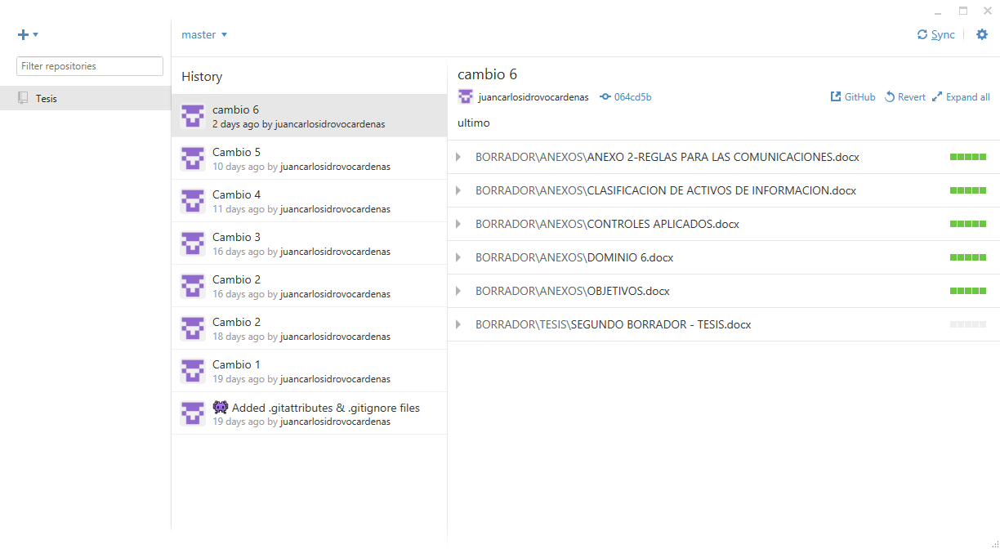 master
Sync
Filter repositories
Tesis
History
cambio 6
2 days ago by juancarlosidrovocardenas
Cambio 5
10 days ago by juancarlosidrovocardenas
Cambio 4
11 days ago by juancarlosidrovocardenas
Cambio 3
16 days ago by juancarlosidrovocardenas
Cambio 2
16 days ago by juancarlosidrovocardenas
Cambio 2
18 days ago by juancarlosidrovocardenas
Cambio 1
19 days ago by juancarlosidrovocardenas
Added .gitattributes & .gitignore files
19 days ago by juancarlosidrovocardenas
cambio 6
juancarlosidrovocardenas 064cd5b GitHub Revert Expand all
ultimo
BORRADOR\ANEXOS\ANEXO 2-REGLAS PARA LAS COMUNICACIONES.docx
BORRADOR\ANEXOS\CLASIFICACION DE ACTIVOS DE INFORMACION.docx
BORRADOR\ANEXOS\CONTROLES APLICADOS.docx
BORRADOR\ANEXOS\DOMINIO 6.docx
BORRADOR\ANEXOS\OBJETIVOS.docx
BORRADOR\TESIS\SEGUNDO BORRADOR - TESIS.docx